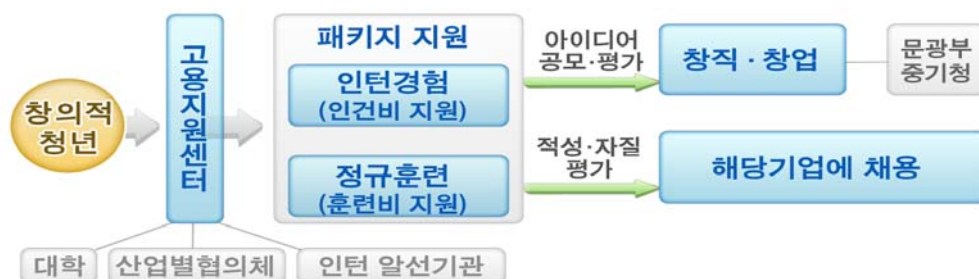 창의적
청년
고용지원센터
패키지 지원
인턴경험
(인건비 지원)
정규훈련
(훈련비 지원)
아이디어
공모·평가
창직 · 창업
문광부
중기청
적성·자질
평가
해당기업에 채용
대학
산업별협의체
인턴 알선기관